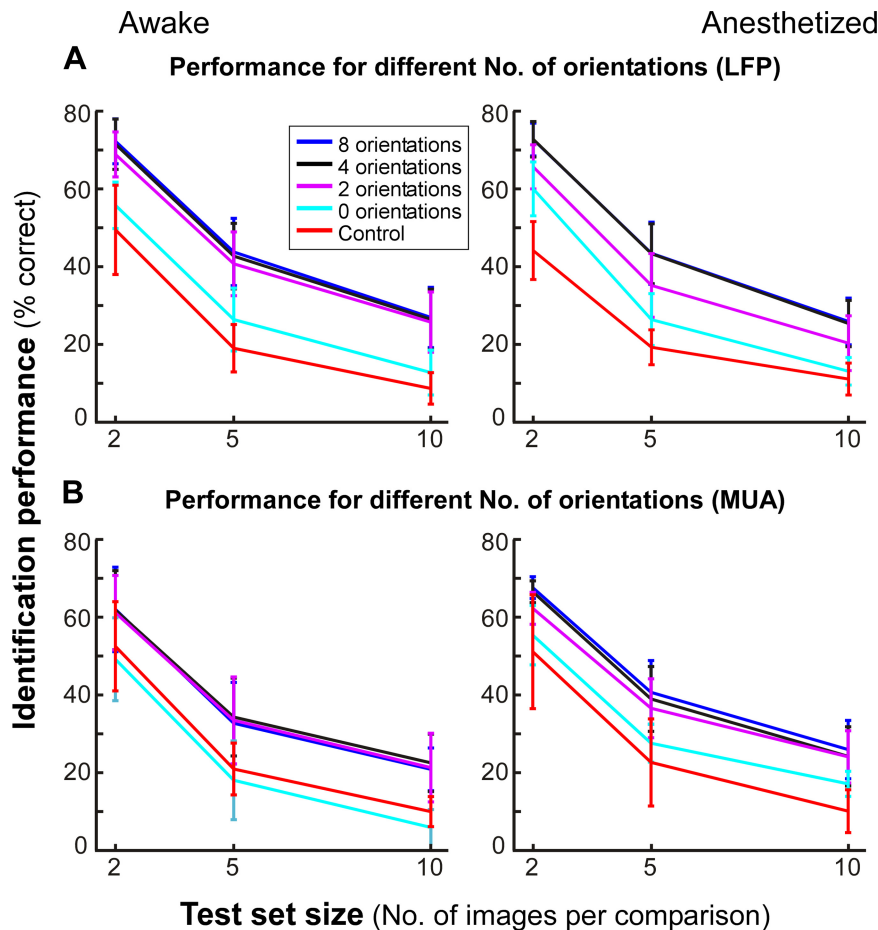 Awake
Anesthetized
A
Performance for different No. of orientations (LFP)
80
60
40
20
0
2
5
10
8 orientations
4 orientations
2 orientations
0 orientations
Control
80
60
40
20
0
2
5
10
B
Performance for different No. of orientations (MUA)
80
60
40
20
0
2
5
10
80
60
40
20
0
2
5
10
Identification performance (% correct)
Test set size (No. of images per comparison)